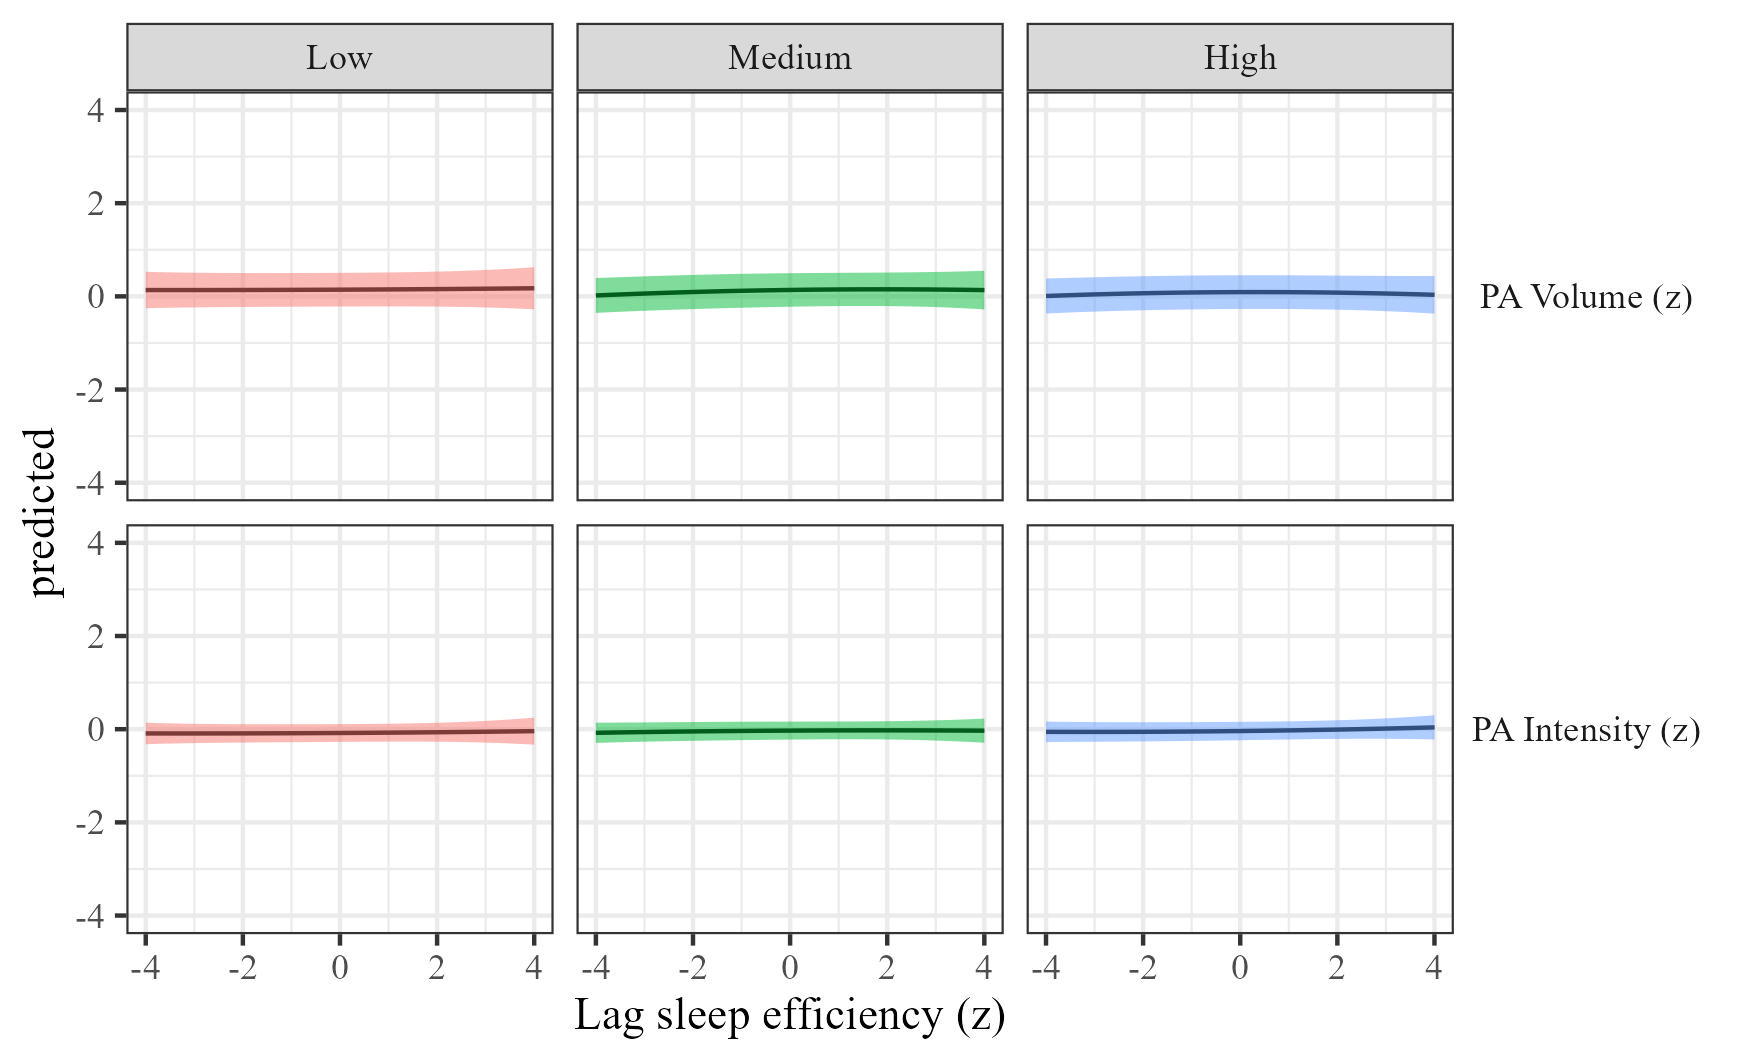 Low Medium High
4
2
0
-2
-4
PA Volume (z)
predicted
4
2
0
-2
-4
PA Intensity (z)
-4 -2 0 2 4 -4 -2 0 2 4 -4 -2 0 2 4
Lag sleep efficiency (z)